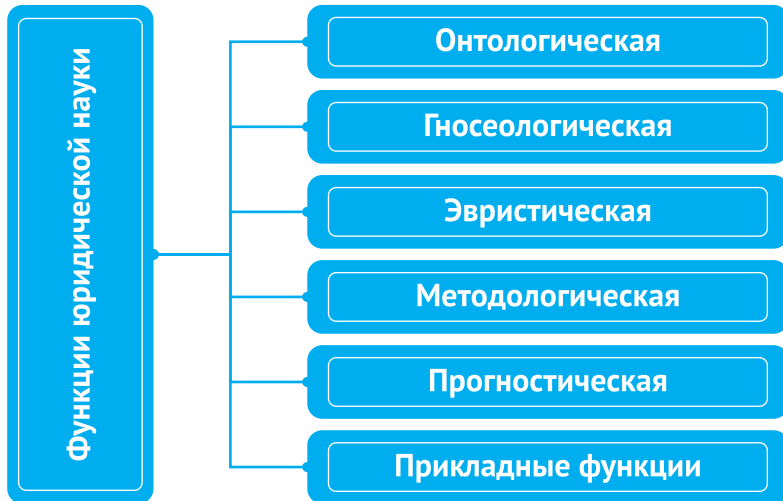 Функции юридической науки
Онтологическая
Гносеологическая
Эвристическая
Методологическая
Прогностическая
Прикладные функции